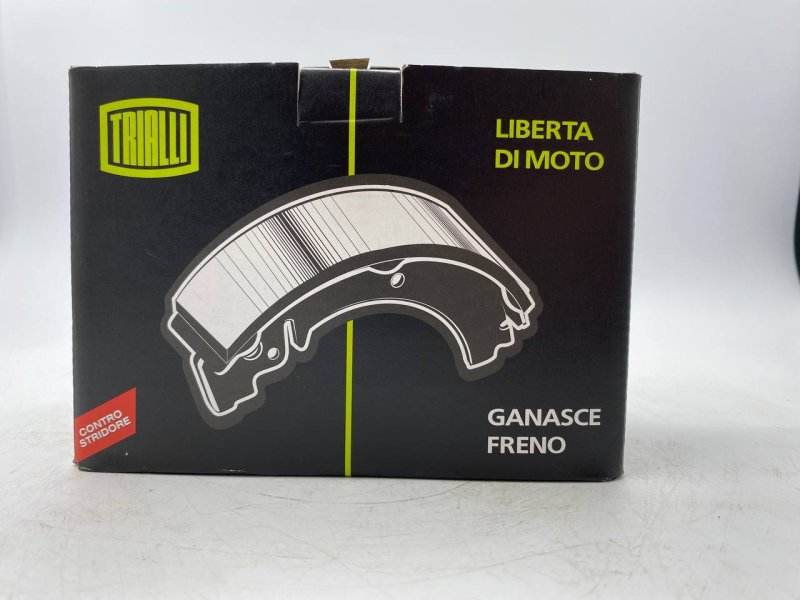 TRIALLI
LIBERTA
DI MOTO
GANASCE
FRENO
CONTRO
STRIDORE